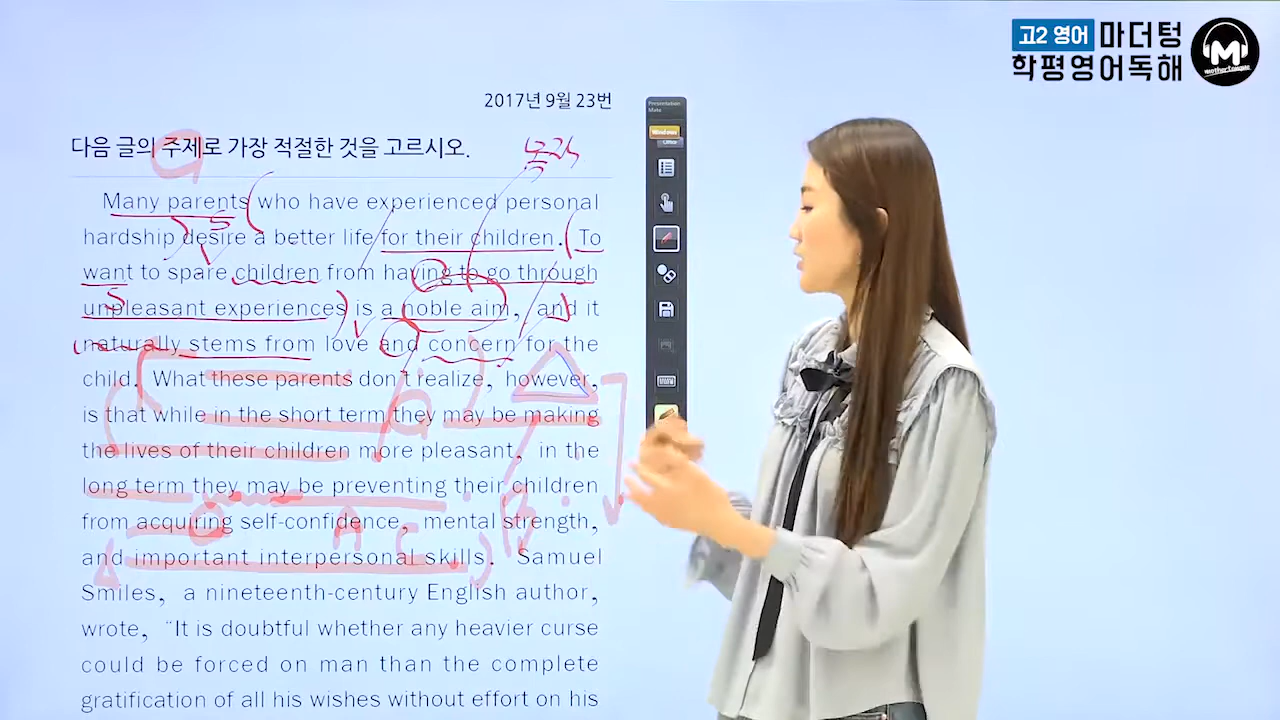 고2 영어 마더텅
학평영어독해
mothertongue
2017년 9월 23번
다음 글의 주제로 가장 적절한 것을 고르시오.
Many parents who have experienced personal
hardship desire a better life for their children. To
want to spare children from having to go through
unpleasant experiences is a noble aim, and it
naturally stems from love and concern for the
child. What these parents don't realize, however,
is that while in the short term they may be making
the lives of their children more pleasant, in the
long term they may be preventing their children
from acquiring self-confidence, mental strength,
and important interpersonal skills. Samuel
Smiles, a nineteenth-century English author,
wrote, "It is doubtful whether any heavier curse
could be forced on man than the complete
gratification of all his wishes without effort on his
Presentation
Mate
Windows